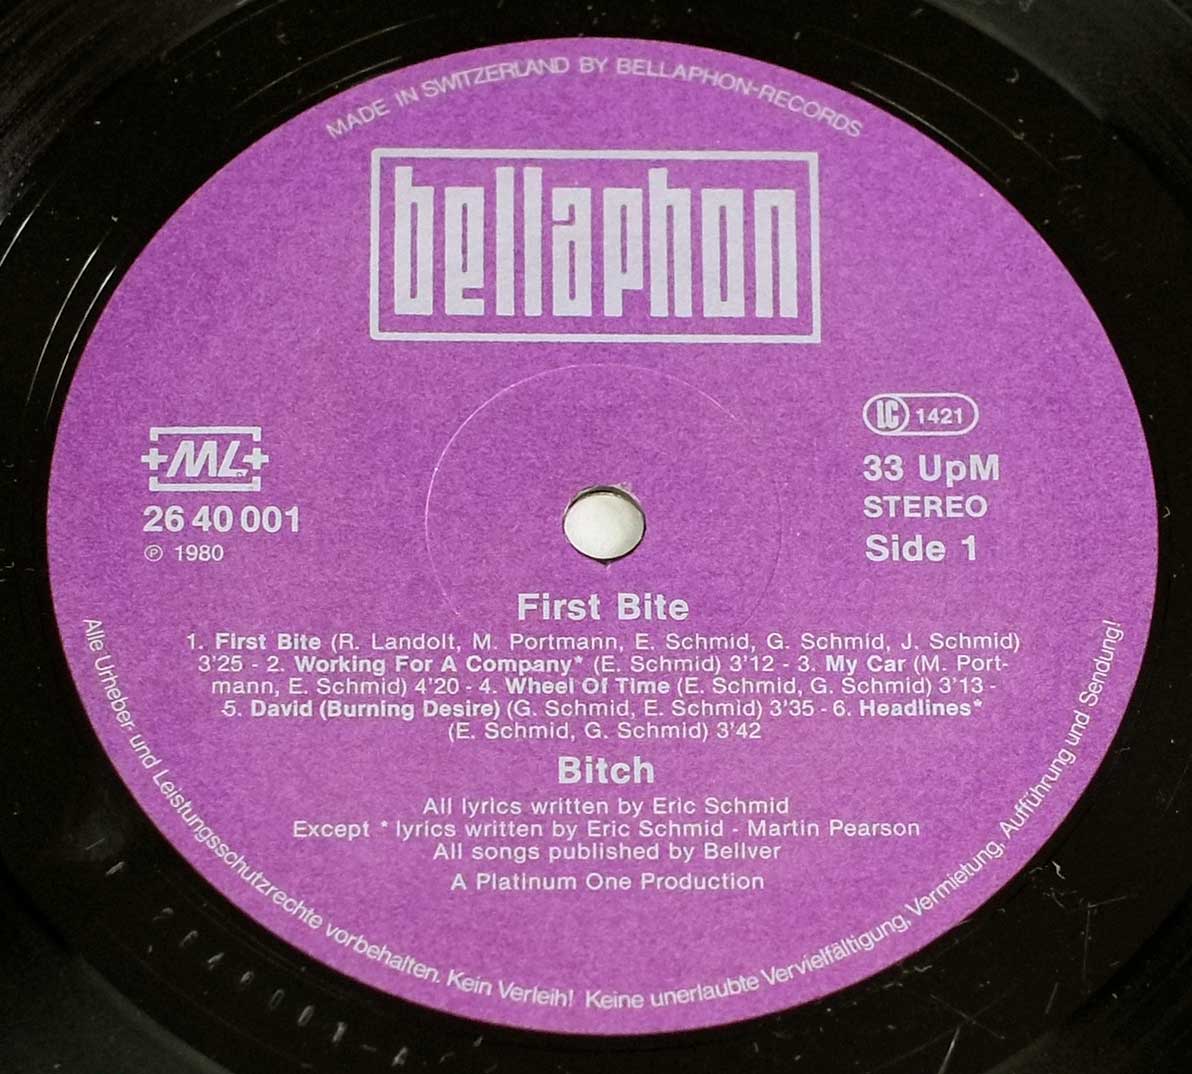 MADE IN SWITZERLAND BY BELLAPHON-RECORDS
bellaphon
LC 1421
ML
33 UpM
26 40 001
STEREO
℗ 1980
Side 1
First Bite
1. First Bite (R. Landolt, M. Portmann, E. Schmid, G. Schmid, J. Schmid)
3'25 - 2. Working For A Company* (E. Schmid) 3'12 - 3. My Car (M. Port-
mann, E. Schmid) 4'20 - 4. Wheel Of Time (E. Schmid, G. Schmid) 3'13 -
5. David (Burning Desire) (G. Schmid, E. Schmid) 3'35 - 6. Headlines*
(E. Schmid, G. Schmid) 3'42
Bitch
All lyrics written by Eric Schmid
Except * lyrics written by Eric Schmid - Martin Pearson
All songs published by Bellver
A Platinum One Production
Alle Urheber und Leistungsschutzrechte vorbehalten. Kein Verleih! Keine unerlaubte Vervielfältigung, Vermietung, Aufführung und Sendung!